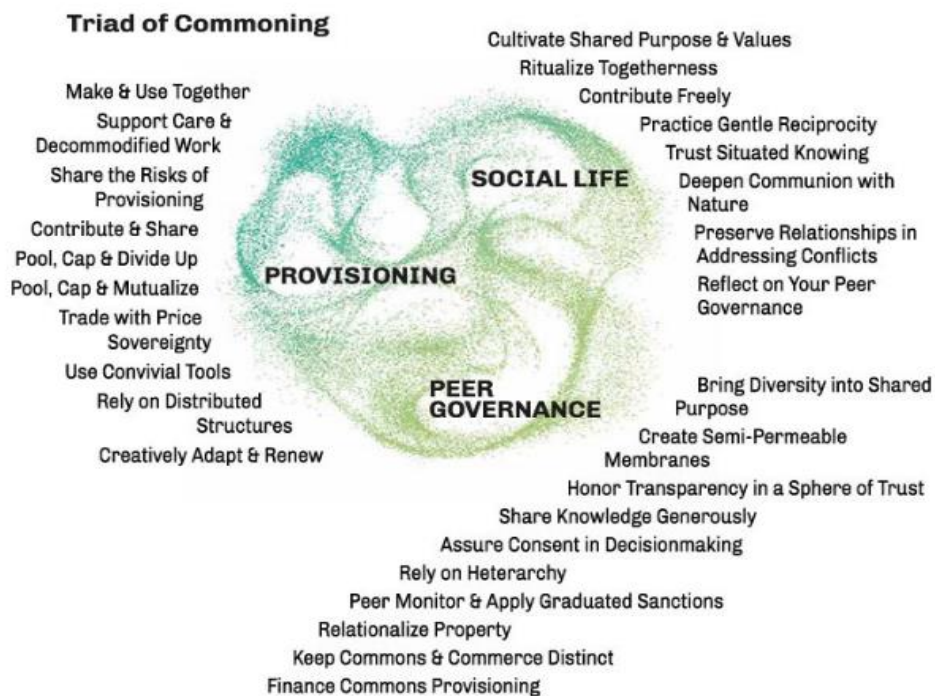 Triad of Commoning
Cultivate Shared Purpose & Values
Ritualize Togetherness
Contribute Freely
Practice Gentle Reciprocity
Trust Situated Knowing
Deepen Communion with
Nature
Preserve Relationships in
Addressing Conflicts
Reflect on Your Peer
Governance
SOCIAL LIFE
Make & Use Together
Support Care &
Decommodified Work
Share the Risks of
Provisioning
Contribute & Share
Pool, Cap & Divide Up
Pool, Cap & Mutualize
Trade with Price
Sovereignty
Use Convivial Tools
Rely on Distributed
Structures
Creatively Adapt & Renew
PROVISIONING
PEER
GOVERNANCE
Bring Diversity into Shared
Purpose
Create Semi-Permeable
Membranes
Honor Transparency in a Sphere of Trust
Share Knowledge Generously
Assure Consent in Decisionmaking
Rely on Heterarchy
Peer Monitor & Apply Graduated Sanctions
Relationalize Property
Keep Commons & Commerce Distinct
Finance Commons Provisioning